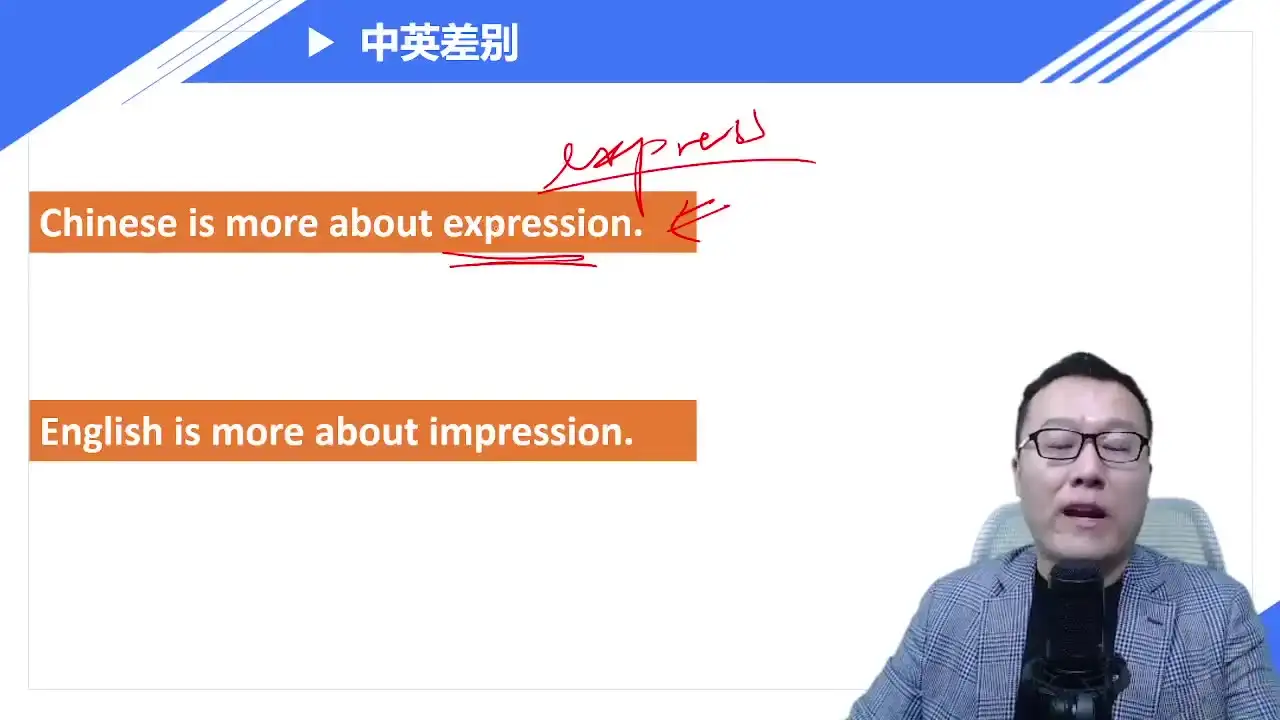 中英差别
express
Chinese is more about expression.
English is more about impression.